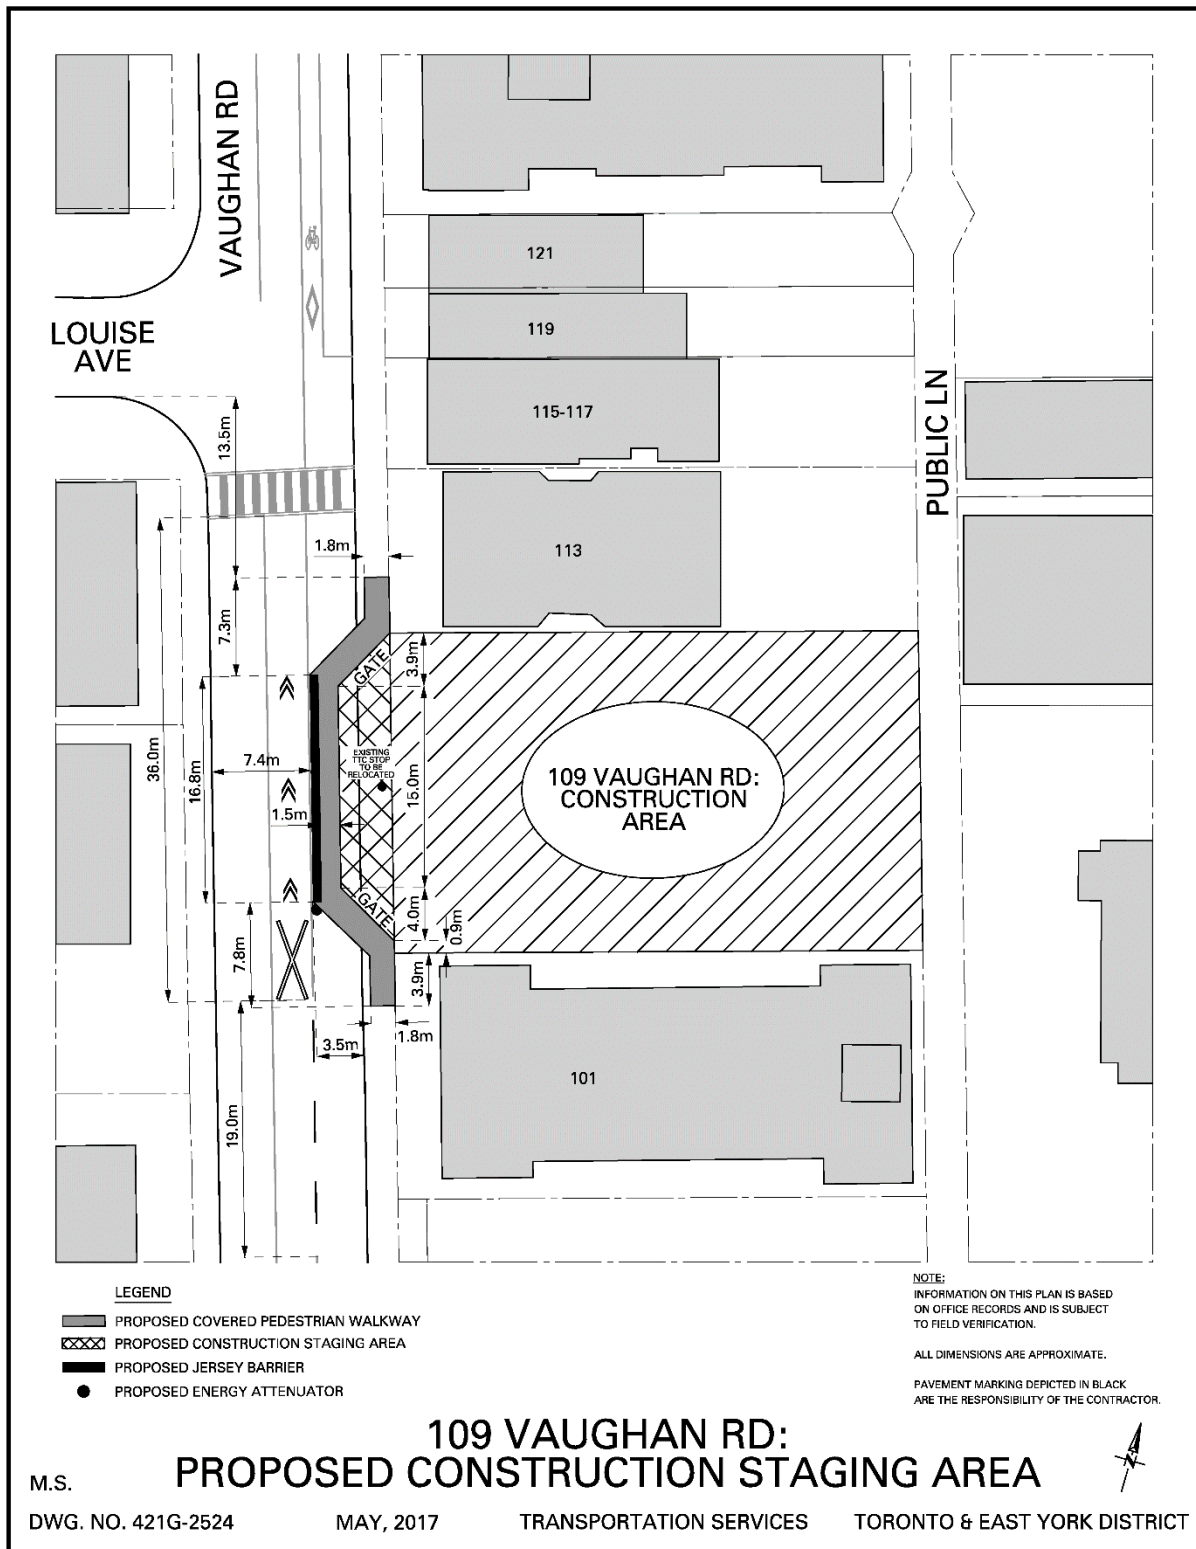 VAUGHAN RD
LOUISE
AVE
PUBLIC LN
121
119
115-117
113
13.5m
1.8m
7.3m
3.9m
GATE
36.0m
16.8m
7.4m
1.5m
EXISTING
TTC STOP
TO BE
RELOCATED
15.0m
109 VAUGHAN RD:
CONSTRUCTION
AREA
GATE
4.0m
0.9m
7.8m
3.9m
1.8m
3.5m
19.0m
101
LEGEND
PROPOSED COVERED PEDESTRIAN WALKWAY
PROPOSED CONSTRUCTION STAGING AREA
PROPOSED JERSEY BARRIER
PROPOSED ENERGY ATTENUATOR
NOTE:
INFORMATION ON THIS PLAN IS BASED
ON OFFICE RECORDS AND IS SUBJECT
TO FIELD VERIFICATION.
ALL DIMENSIONS ARE APPROXIMATE.
PAVEMENT MARKING DEPICTED IN BLACK
ARE THE RESPONSIBILITY OF THE CONTRACTOR.
109 VAUGHAN RD:
PROPOSED CONSTRUCTION STAGING AREA
N
M.S.
DWG. NO. 421G-2524 MAY, 2017 TRANSPORTATION SERVICES TORONTO & EAST YORK DISTRICT